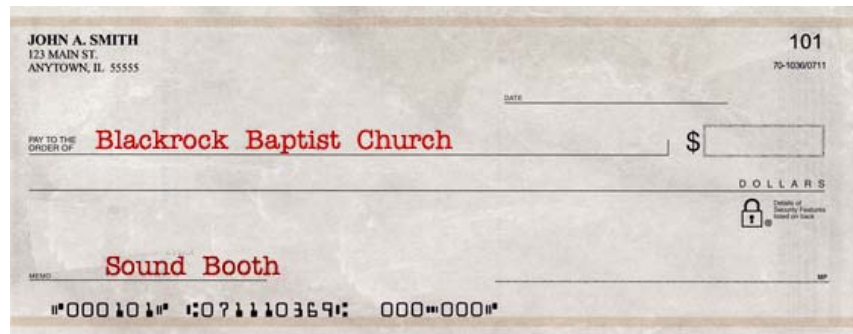 JOHN A. SMITH
123 MAIN ST.
ANYTOWN, IL 55555
101
70-1036/0711
DATE
PAY TO THE
ORDER OF Blackrock Baptist Church $
DOLLARS
Details of
Security Features
listed on back
MEMO Sound Booth
MP
⑈000101⑈ ⑆071110369⑆ 000⑉000⑈